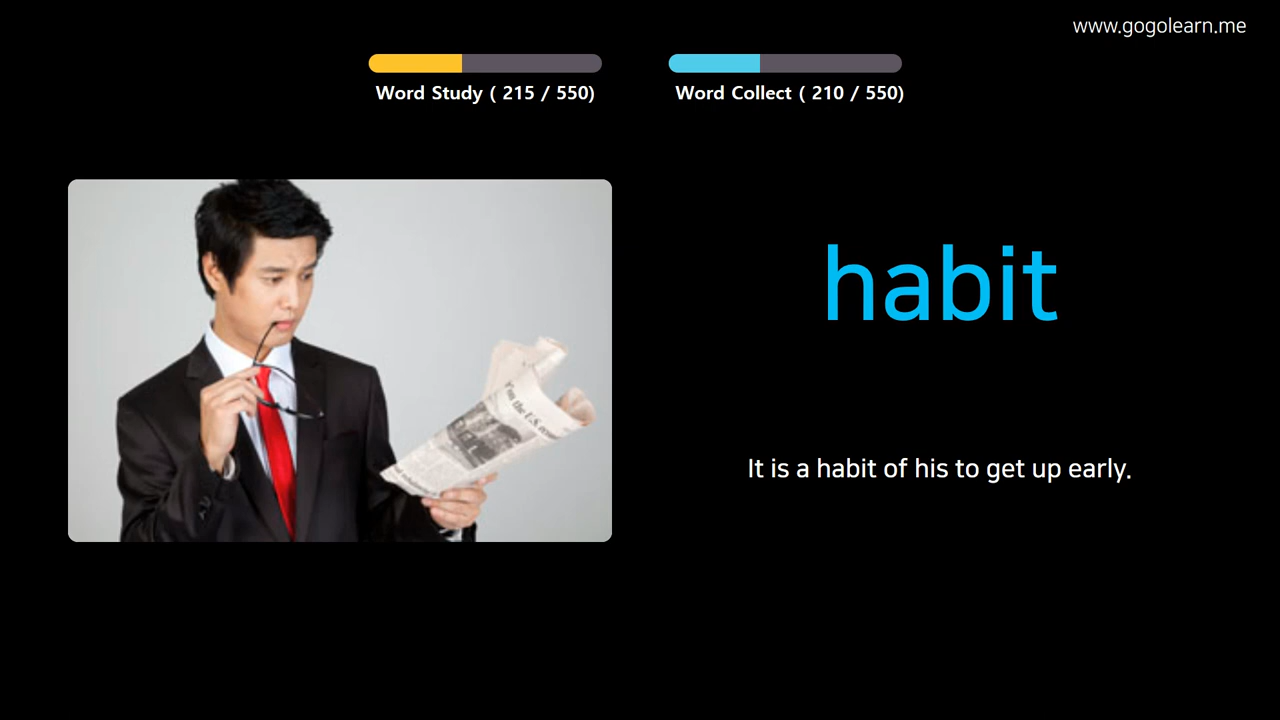 www.gogolearn.me
Word Study ( 215 / 550)
Word Collect ( 210 / 550)
habit
It is a habit of his to get up early.